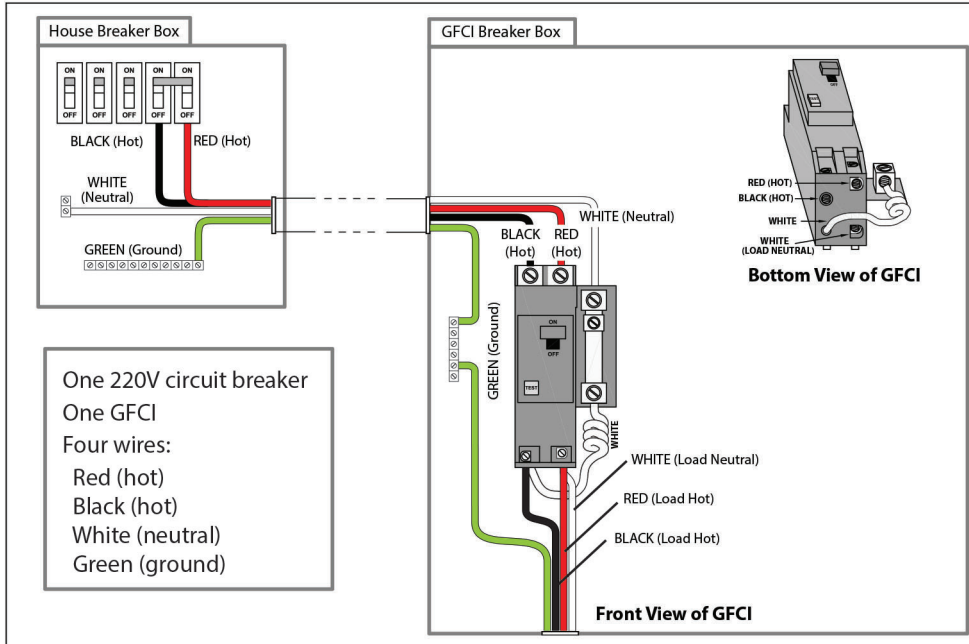 House Breaker Box
ON ON ON ON ON
OFF OFF OFF OFF OFF
BLACK (Hot)
RED (Hot)
WHITE
(Neutral)
GREEN (Ground)
One 220V circuit breaker
One GFCI
Four wires:
Red (hot)
Black (hot)
White (neutral)
Green (ground)
GFCI Breaker Box
WHITE (Neutral)
BLACK
(Hot)
RED
(Hot)
GREEN (Ground)
ON
OFF
TEST
WHITE
WHITE (Load Neutral)
RED (Load Hot)
BLACK (Load Hot)
Front View of GFCI
ON
OFF
TEST
RED (HOT)
BLACK (HOT)
WHITE
WHITE
(LOAD NEUTRAL)
Bottom View of GFCI